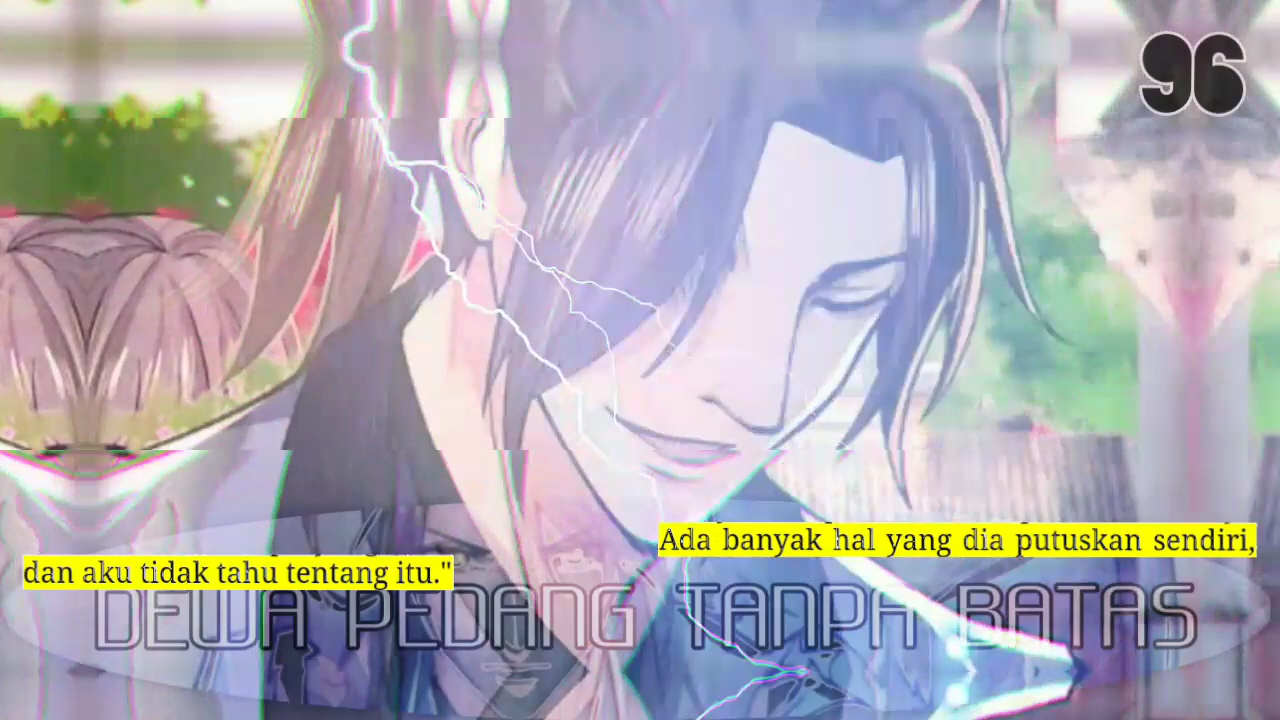 96
Ada banyak hal yang dia putuskan sendiri,
dan aku tidak tahu tentang itu."
DEWA PEDANG TANPA BATAS